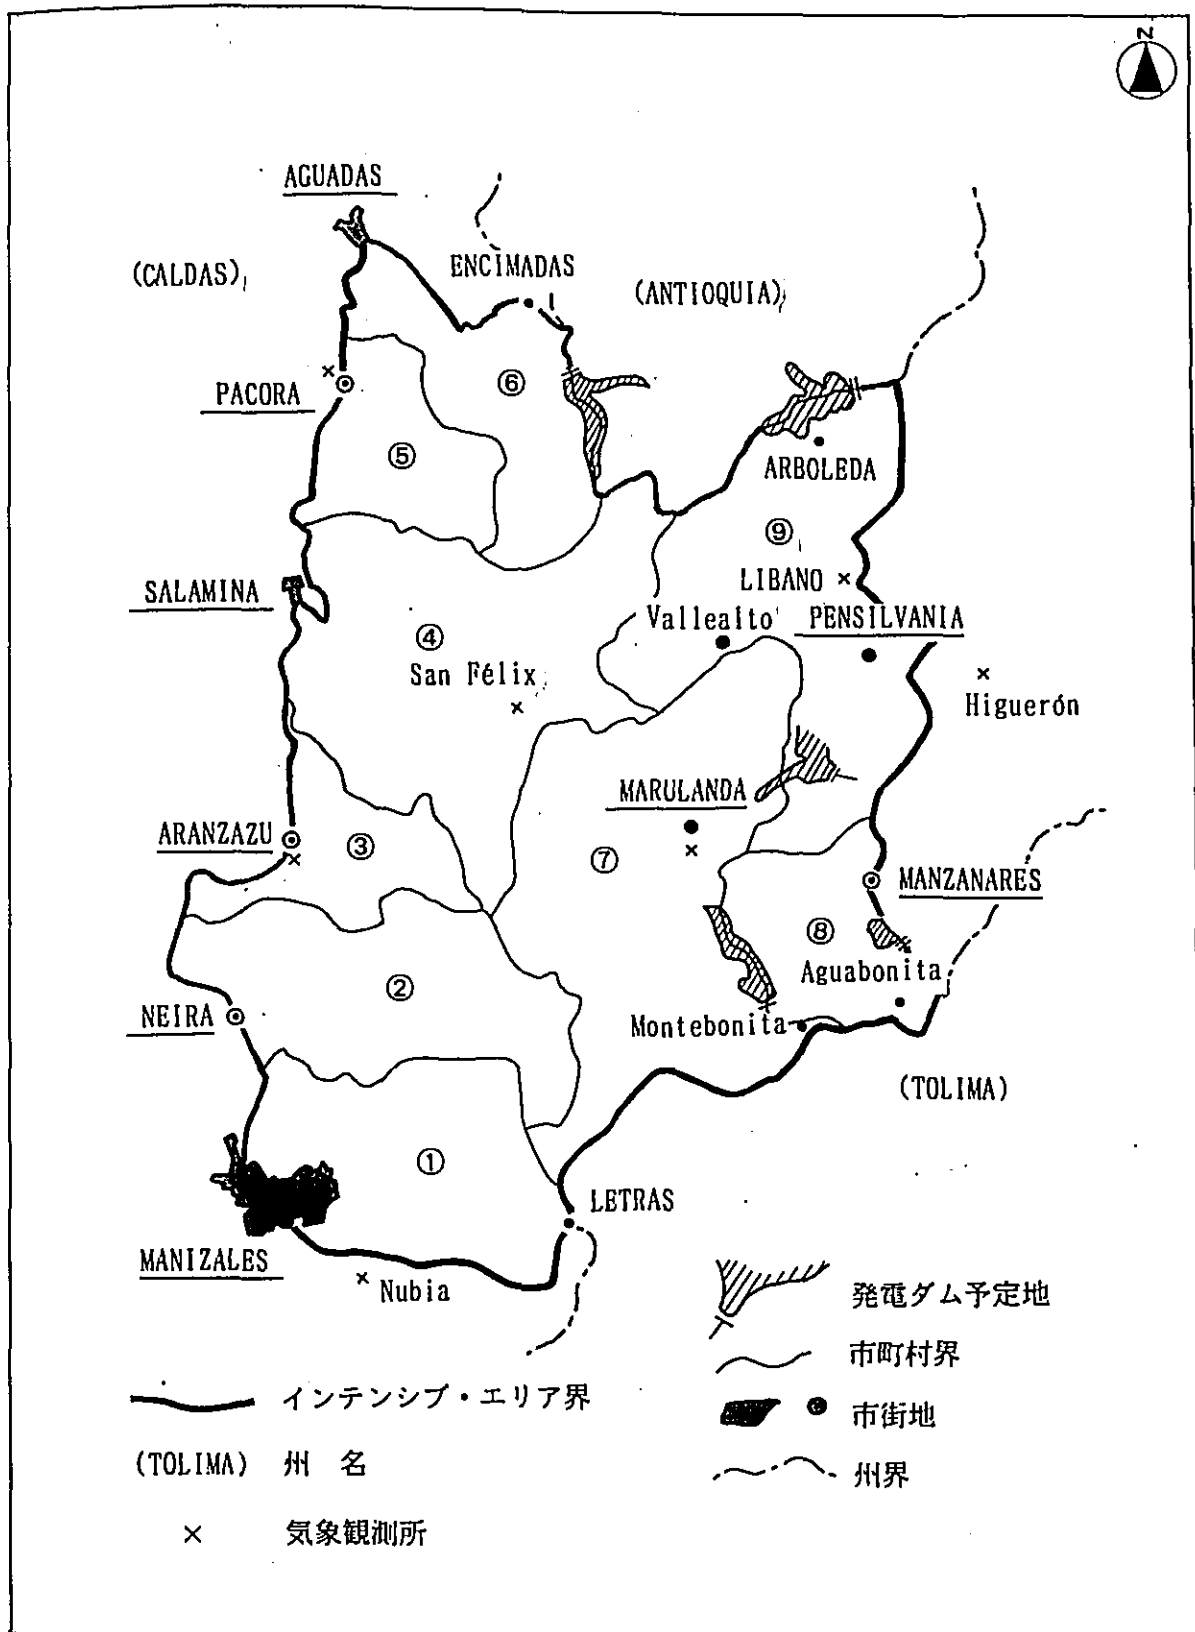 N
AGUADAS
ENCIMADAS
(CALDAS)
(ANTIOQUIA)
⑥
PACORA
⑤
ARBOLEDA
⑨
LIBANO
SALAMINA
Vallealto
PENSILVANIA
④
San Félix
Higuerón
MARULANDA
ARANZAZU
③
⑦
MANZANARES
⑧
Aguabonita
②
NEIRA
Montebonita
(TOLIMA)
①
LETRAS
MANIZALES
Nubia
発電ダム予定地
市町村界
インテンシブ・エリア界
市街地
(TOLIMA) 州 名
州界
× 気象観測所